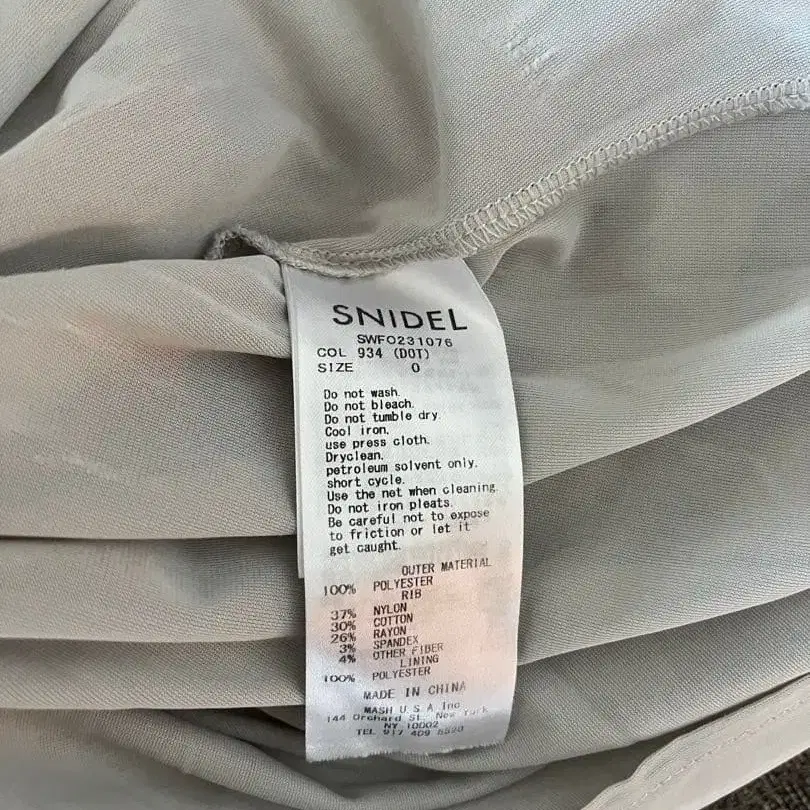 SNIDEL
SWFO231076
COL 934 (DOT)
SIZE 0
Do not wash.
Do not bleach.
Do not tumble dry.
Cool iron.
use press cloth.
Dryclean.
petroleum solvent only.
short cycle.
Use the net when cleaning.
Do not iron pleats.
Be careful not to expose
to friction or let it
get caught.
OUTER MATERIAL
100% POLYESTER
RIB
37% NYLON
30% COTTON
26% RAYON
3% SPANDEX
4% OTHER FIBER
LINING
100% POLYESTER
MADE IN CHINA
MASH U S A Inc
144 Orchard St. New York
NY 10002
TEL 917 409 8520